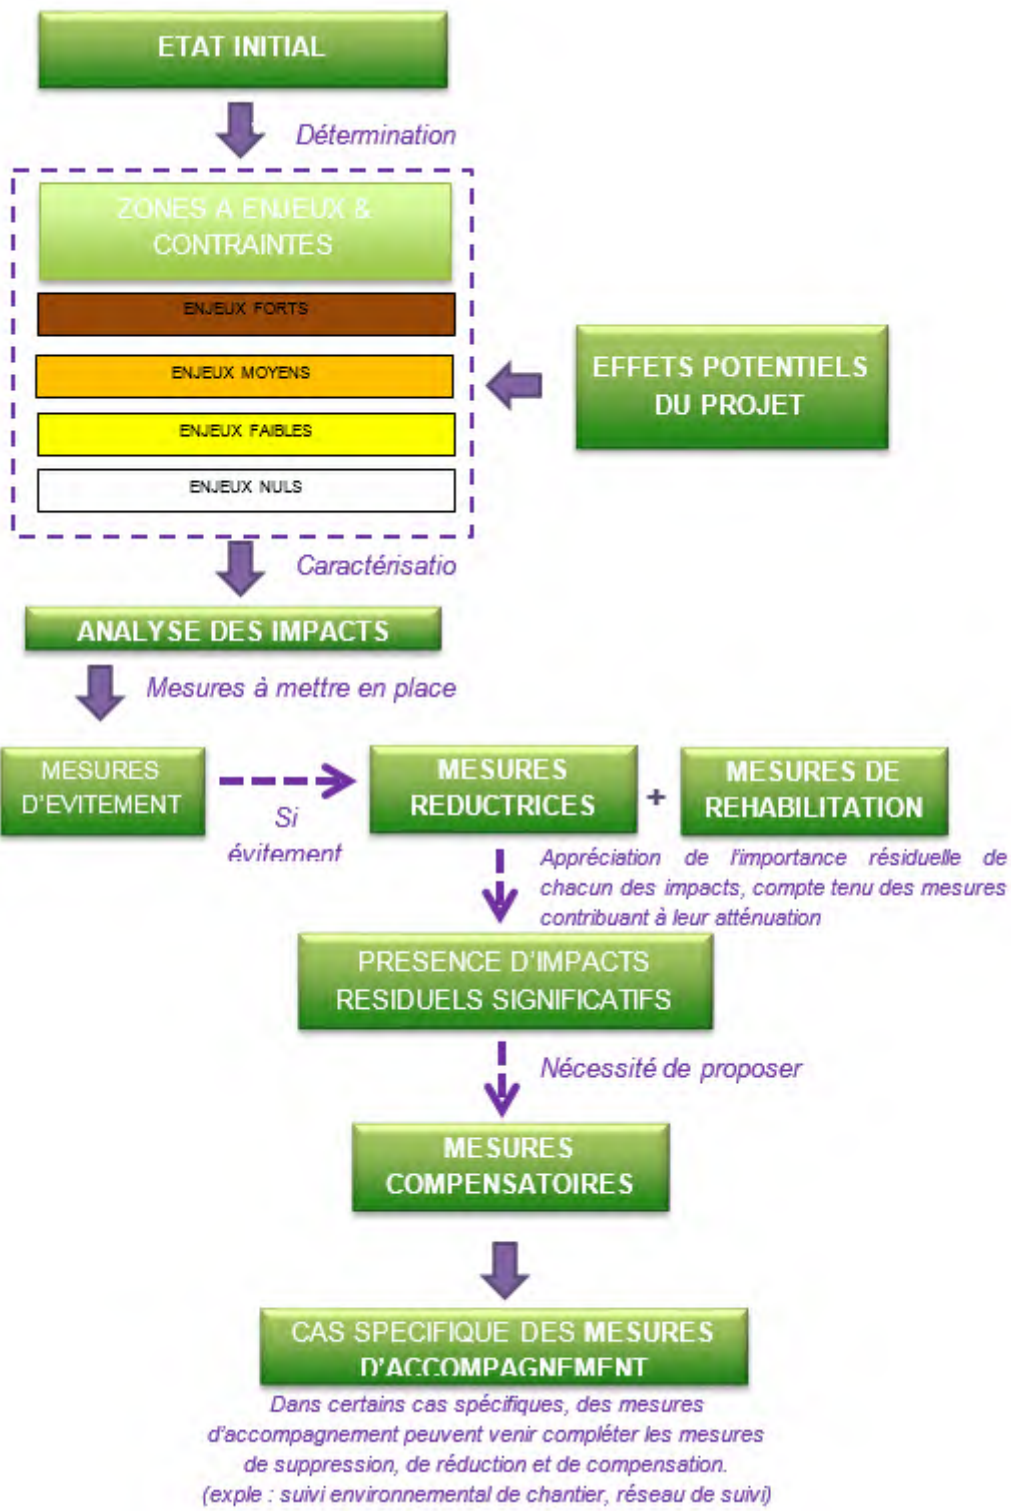 ETAT INITIAL
Détermination
ZONES A ENJEUX &
CONTRAINTES
ENJEUX FORTS
ENJEUX MOYENS
ENJEUX FAIBLES
ENJEUX NULS
EFFETS POTENTIELS
DU PROJET
Caractérisatio
ANALYSE DES IMPACTS
Mesures à mettre en place
MESURES
D'EVITEMENT
Si
évitement
MESURES
REDUCTRICES
+
MESURES DE
REHABILITATION
Appréciation de l'importance résiduelle de
chacun des impacts, compte tenu des mesures
contribuant à leur atténuation
PRESENCE D'IMPACTS
RESIDUELS SIGNIFICATIFS
Nécessité de proposer
MESURES
COMPENSATOIRES
CAS SPECIFIQUE DES MESURES
D'ACCOMPAGNEMENT
Dans certains cas spécifiques, des mesures
d'accompagnement peuvent venir compléter les mesures
de suppression, de réduction et de compensation.
(exple : suivi environnemental de chantier, réseau de suivi)